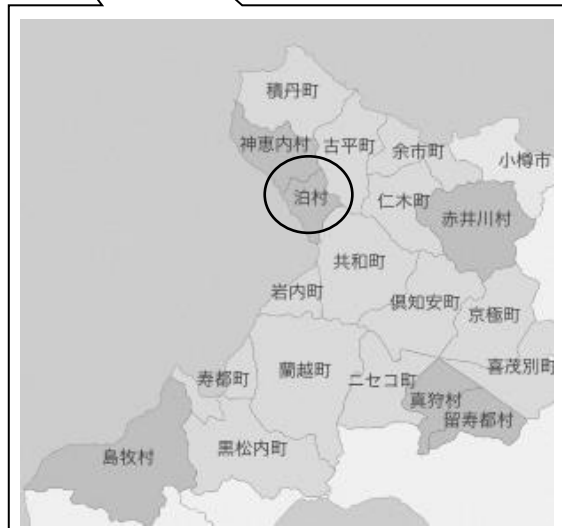 積丹町
神恵内村
古平町
余市町
小樽市
泊村
仁木町
赤井川村
共和町
岩内町
倶知安町
京極町
喜茂別町
寿都町
蘭越町
ニセコ町
真狩村
留寿都村
島牧村
黒松内町